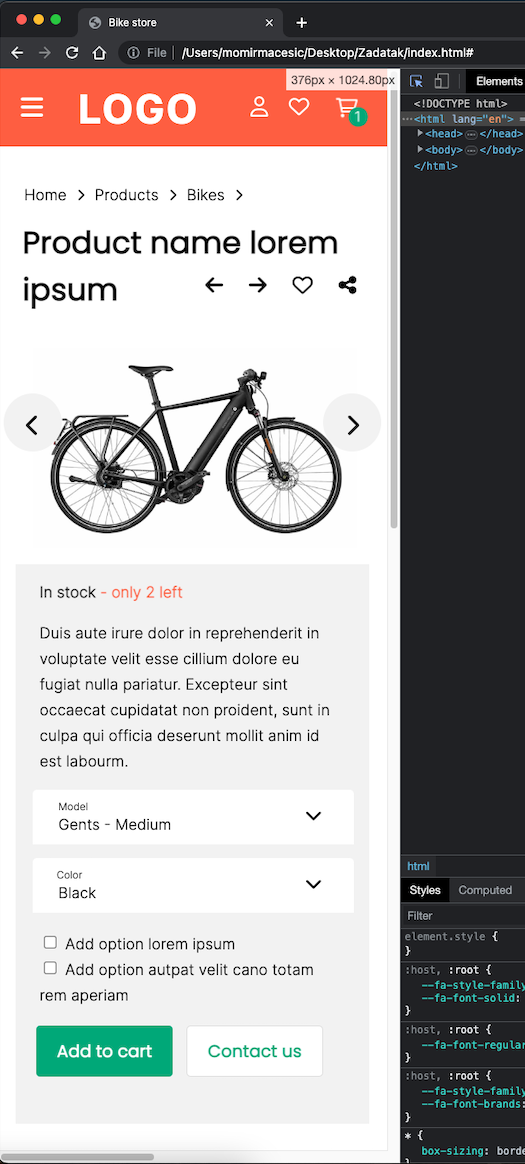 Bike store
File
/Users/momirmacesic/Desktop/Zadatak/index.html#
376px × 1024.80px
Elements
LOGO
1
<!DOCTYPE html>
<html lang="en"> =
<head> </head>
<body> </body>
</html>
Home > Products > Bikes >
Product name lorem
ipsum
In stock - only 2 left
Duis aute irure dolor in reprehenderit in
voluptate velit esse cillium dolore eu
fugiat nulla pariatur. Excepteur sint
occaecat cupidatat non proident, sunt in
culpa qui officia deserunt mollit anim id
est labourm.
Model
Gents - Medium
Color
Black
Add option lorem ipsum
Add option autpat velit cano totam
rem aperiam
Add to cart
Contact us
html
Styles
Computed
Filter
element.style {
}
:host, :root {
--fa-style-family
--fa-font-solid:
}
:host, :root {
--fa-font-regular
}
:host, :root {
--fa-style-family
--fa-font-brands:
}
* {
box-sizing: borde